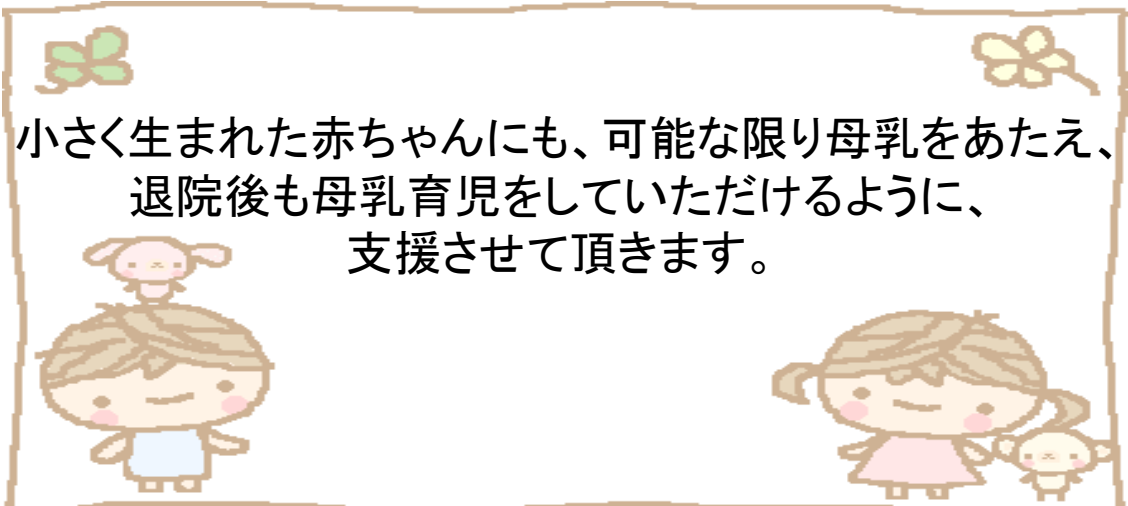 小さく生まれた赤ちゃんにも、可能な限り母乳をあたえ、
退院後も母乳育児をしていただけるように、
支援させて頂きます。